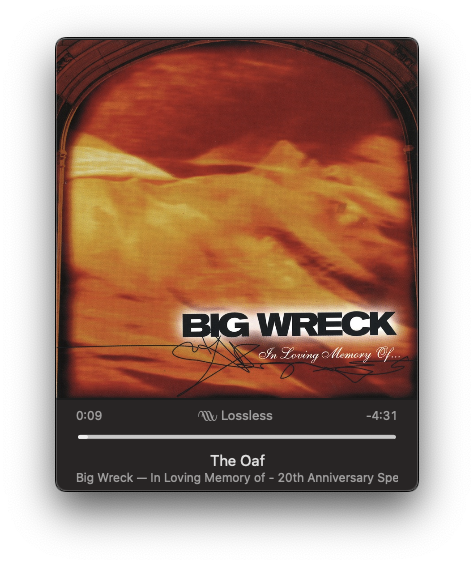 BIG WRECK
In Loving Memory Of...
0:09 Lossless -4:31
The Oaf
Big Wreck — In Loving Memory of - 20th Anniversary Spe